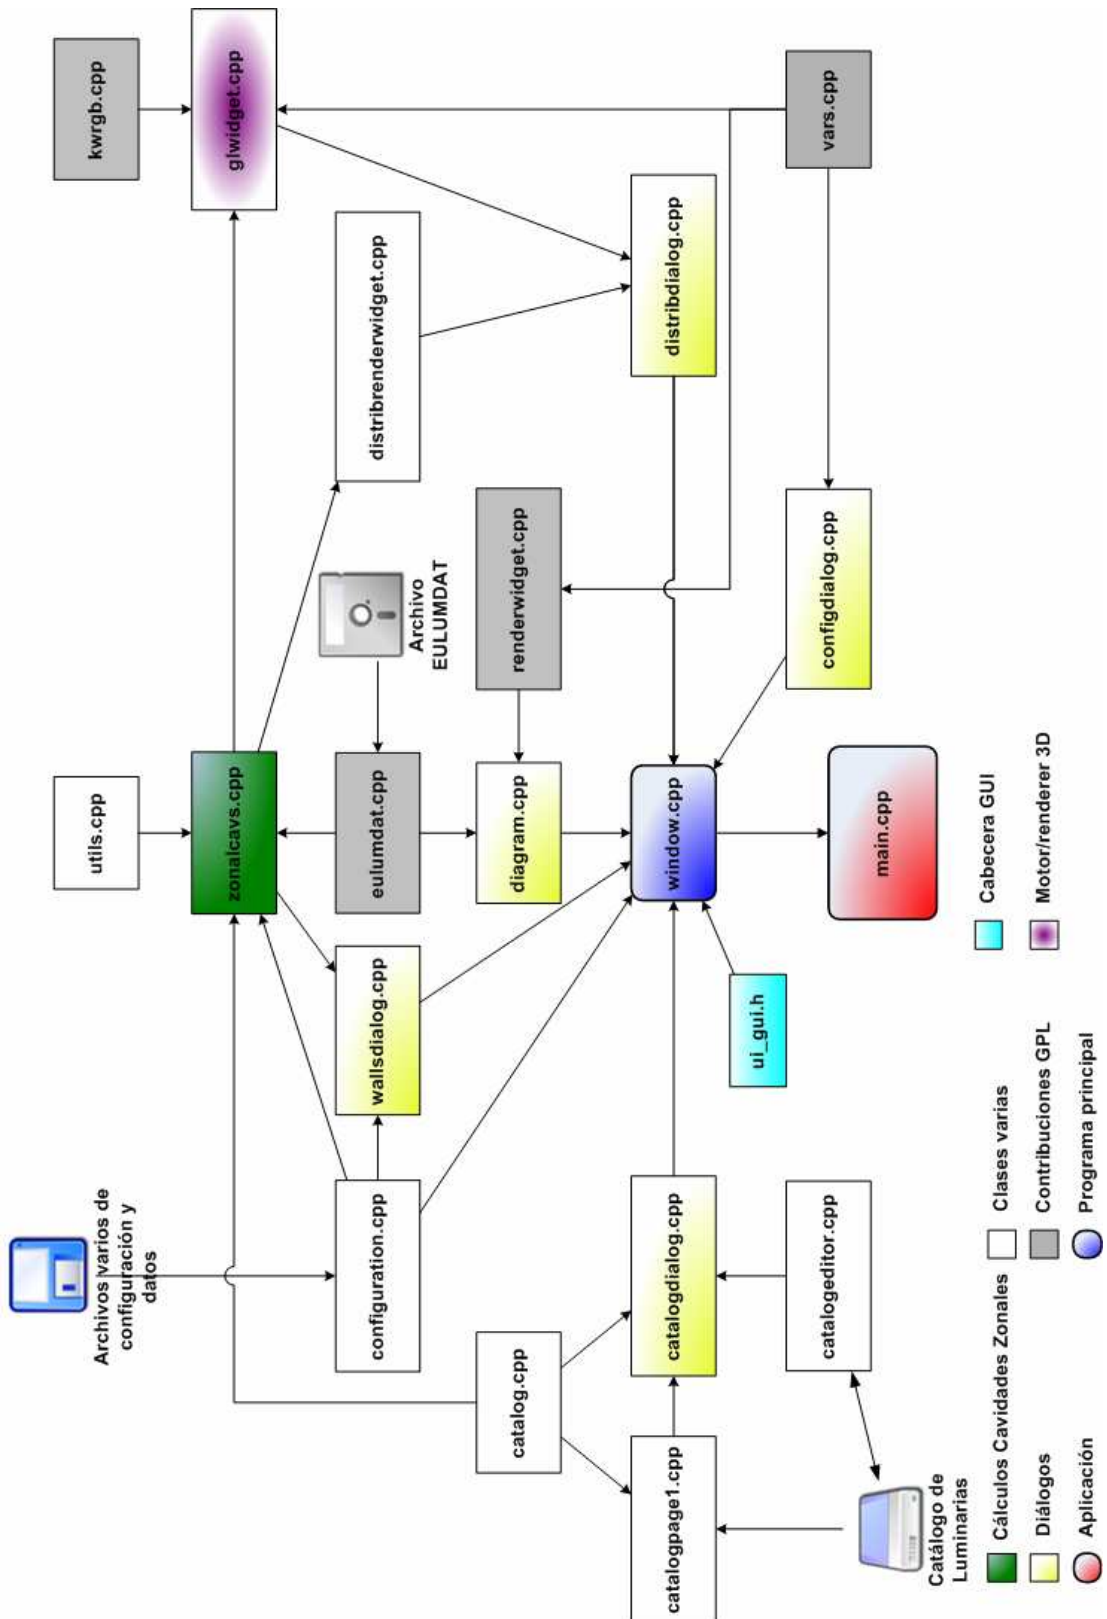 Archivos varios de
configuración y
datos
utils.cpp
kwrgb.cpp
zonalcavs.cpp
glwidget.cpp
configuration.cpp
wallsdialog.cpp
eulumdat.cpp
Archivo
EULUMDAT
distribrenderwidget.cpp
catalog.cpp
diagram.cpp
renderwidget.cpp
catalogpage1.cpp
catalogdialog.cpp
window.cpp
distribdialog.cpp
catalogeditor.cpp
ui_gui.h
configdialog.cpp
vars.cpp
main.cpp
Catálogo de
Luminarias
Cálculos Cavidades Zonales
Clases varias
Cabecera GUI
Diálogos
Contribuciones GPL
Motor/renderer 3D
Aplicación
Programa principal